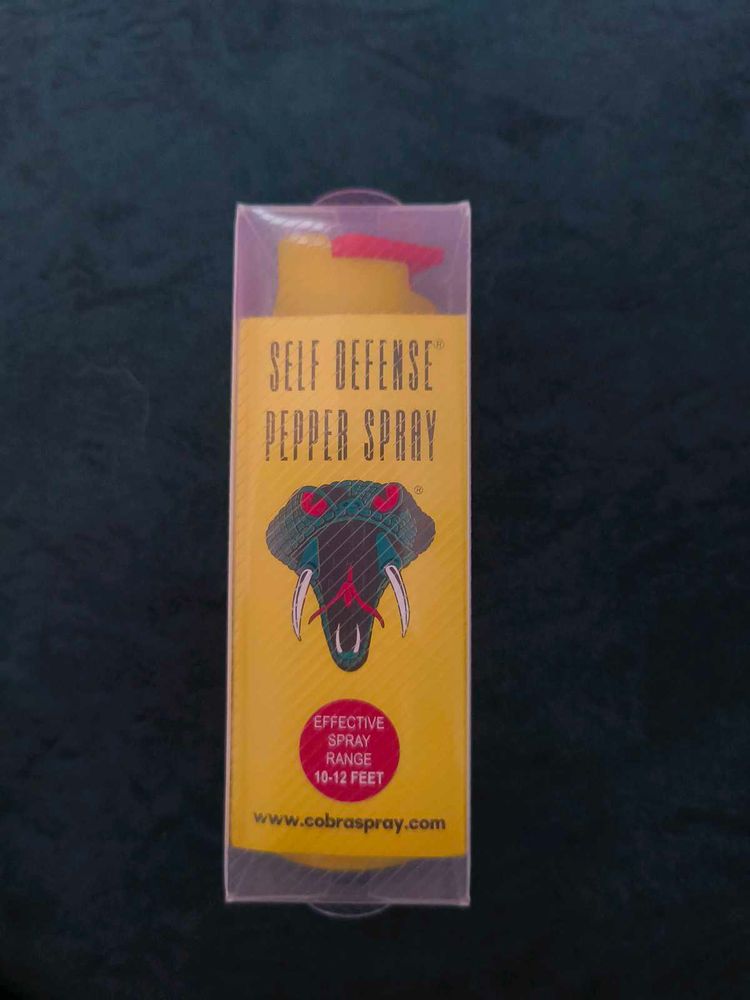 SELF DEFENSE®
PEPPER SPRAY
®
EFFECTIVE
SPRAY
RANGE
10-12 FEET
www.cobraspray.com